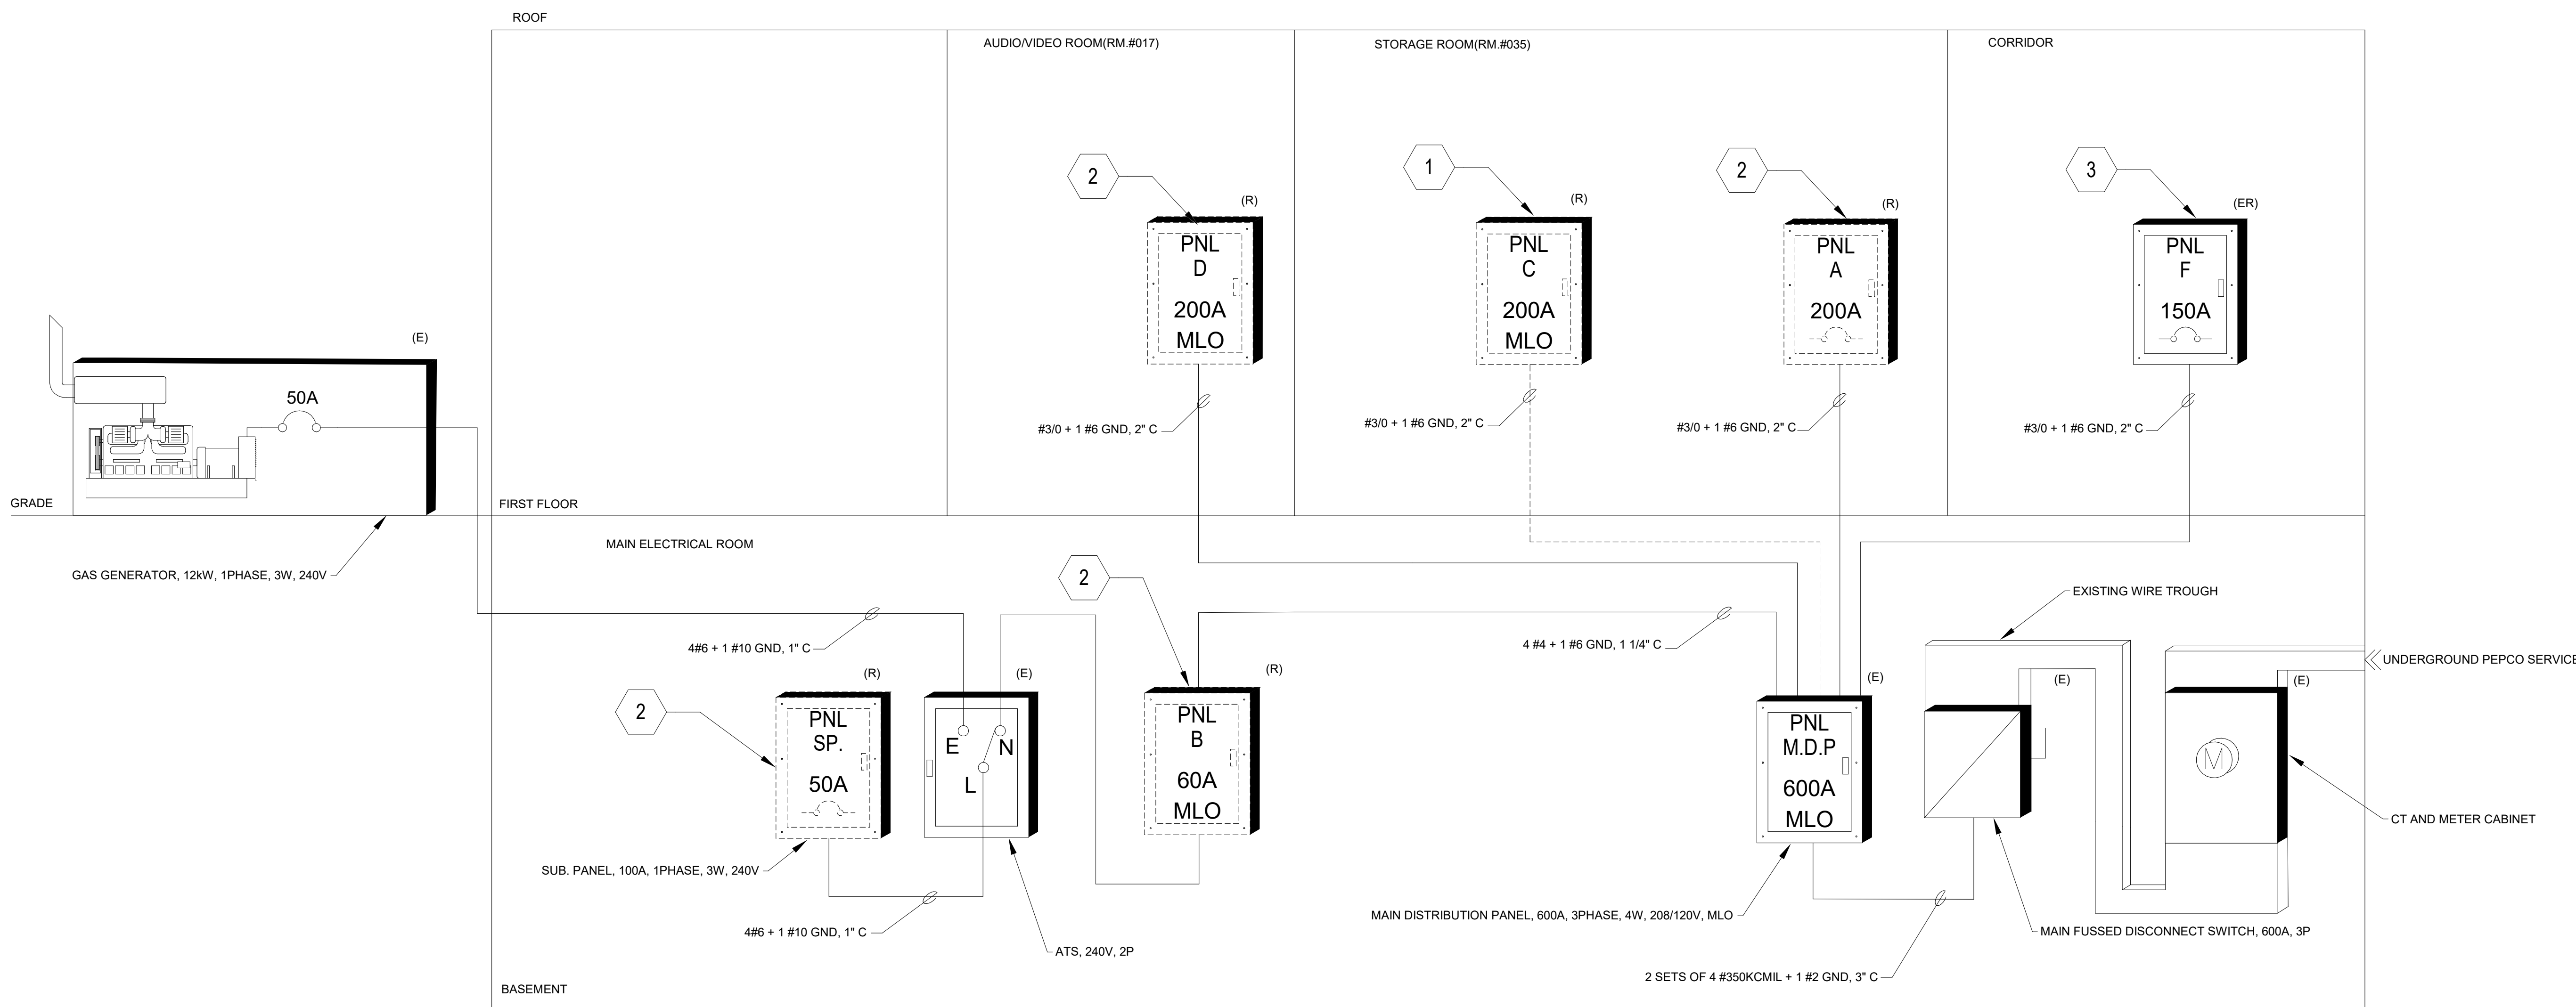 ROOF
AUDIO/VIDEO ROOM(RM.#017)
STORAGE ROOM(RM.#035)
CORRIDOR
2
(R)
PNL
D
200A
MLO
#3/0 + 1 #6 GND, 2" C
1
(R)
PNL
C
200A
MLO
#3/0 + 1 #6 GND, 2" C
2
(R)
PNL
A
200A
#3/0 + 1 #6 GND, 2" C
3
(ER)
PNL
F
150A
#3/0 + 1 #6 GND, 2" C
(E)
50A
GRADE
FIRST FLOOR
GAS GENERATOR, 12kW, 1PHASE, 3W, 240V
MAIN ELECTRICAL ROOM
4#6 + 1 #10 GND, 1" C
2
(R)
PNL
SP.
50A
SUB. PANEL, 100A, 1PHASE, 3W, 240V
4#6 + 1 #10 GND, 1" C
(E)
E
N
L
ATS, 240V, 2P
2
(R)
PNL
B
60A
MLO
4 #4 + 1 #6 GND, 1 1/4" C
(E)
PNL
M.D.P
600A
MLO
MAIN DISTRIBUTION PANEL, 600A, 3PHASE, 4W, 208/120V, MLO
2 SETS OF 4 #350KCMIL + 1 #2 GND, 3" C
EXISTING WIRE TROUGH
(E)
MAIN FUSSED DISCONNECT SWITCH, 600A, 3P
(E)
M
UNDERGROUND PEPCO SERVICE
CT AND METER CABINET
BASEMENT